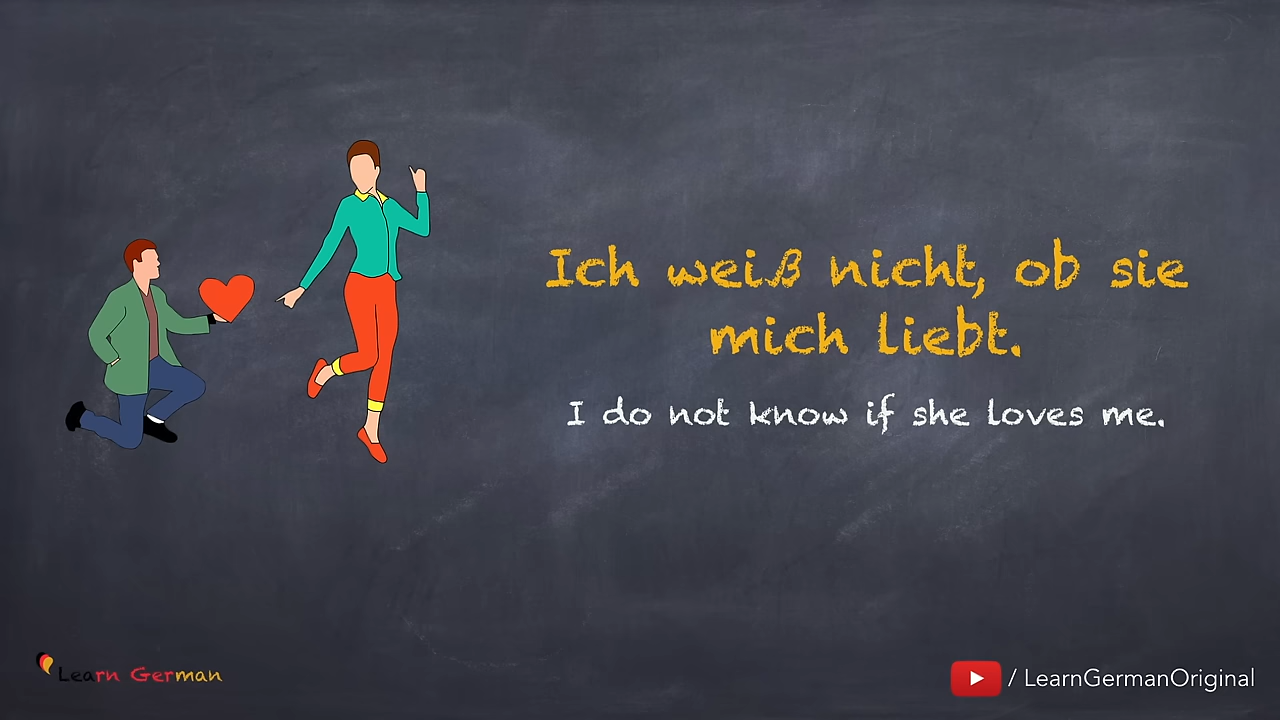 Ich weiß nicht, ob sie
mich liebt.
I do not know if she loves me.
Learn German
/ LearnGermanOriginal